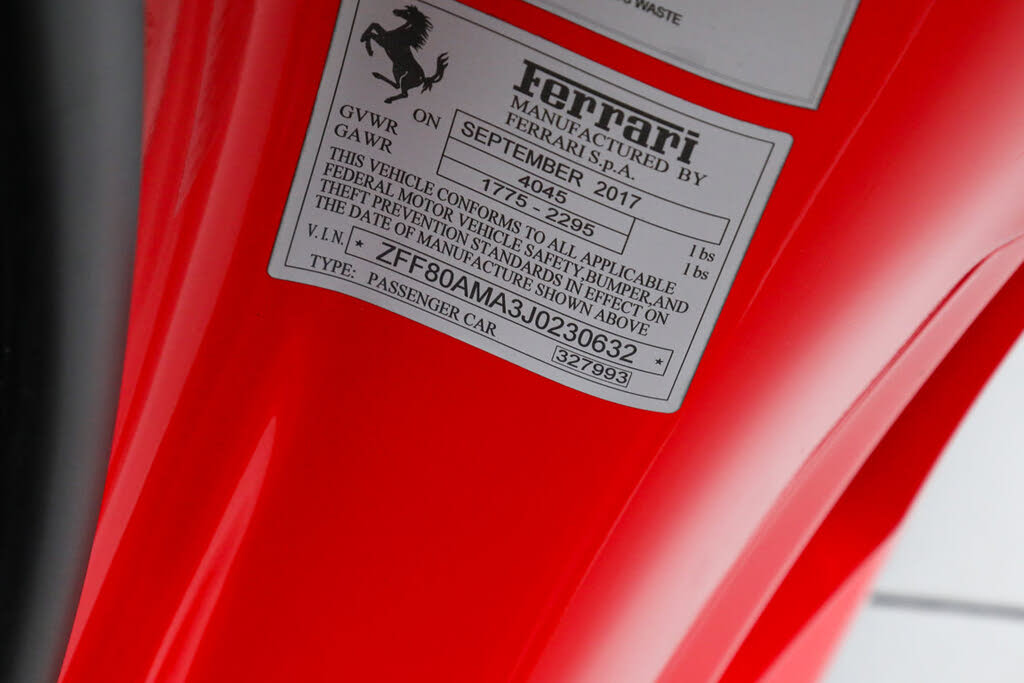 WASTE
Ferrari
MANUFACTURED BY
FERRARI S.p.A.
ON SEPTEMBER 2017
GVWR 4045 lbs
GAWR 1775 - 2295 lbs
THIS VEHICLE CONFORMS TO ALL APPLICABLE
FEDERAL MOTOR VEHICLE SAFETY,BUMPER,AND
THEFT PREVENTION STANDARDS IN EFFECT ON
THE DATE OF MANUFACTURE SHOWN ABOVE
V.I.N. * ZFF80AMA3J0230632 *
TYPE: PASSENGER CAR 327993